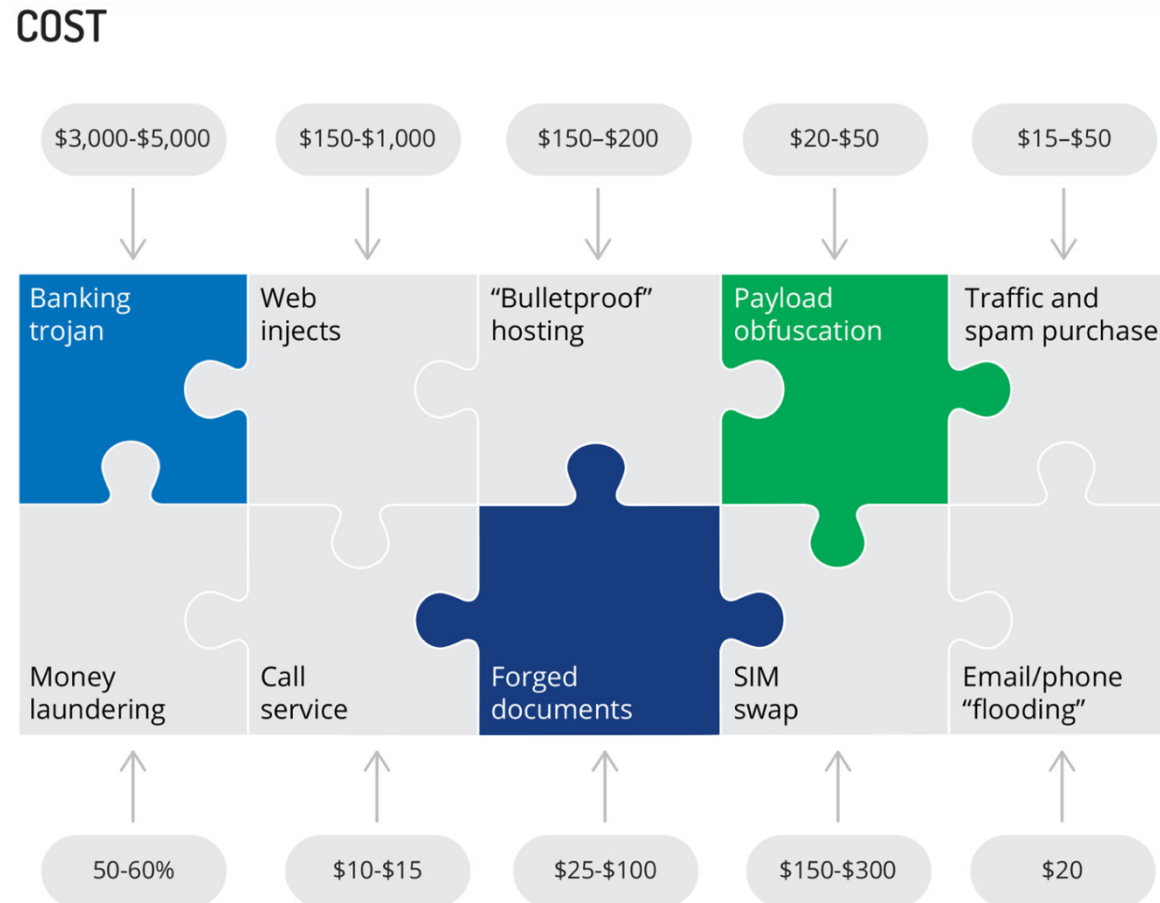 COST
$3,000-$5,000
$150-$1,000
$150–$200
$20-$50
$15–$50
Banking
trojan
Web
injects
“Bulletproof”
hosting
Payload
obfuscation
Traffic and
spam purchase
Money
laundering
Call
service
Forged
documents
SIM
swap
Email/phone
“flooding”
50-60%
$10-$15
$25-$100
$150-$300
$20